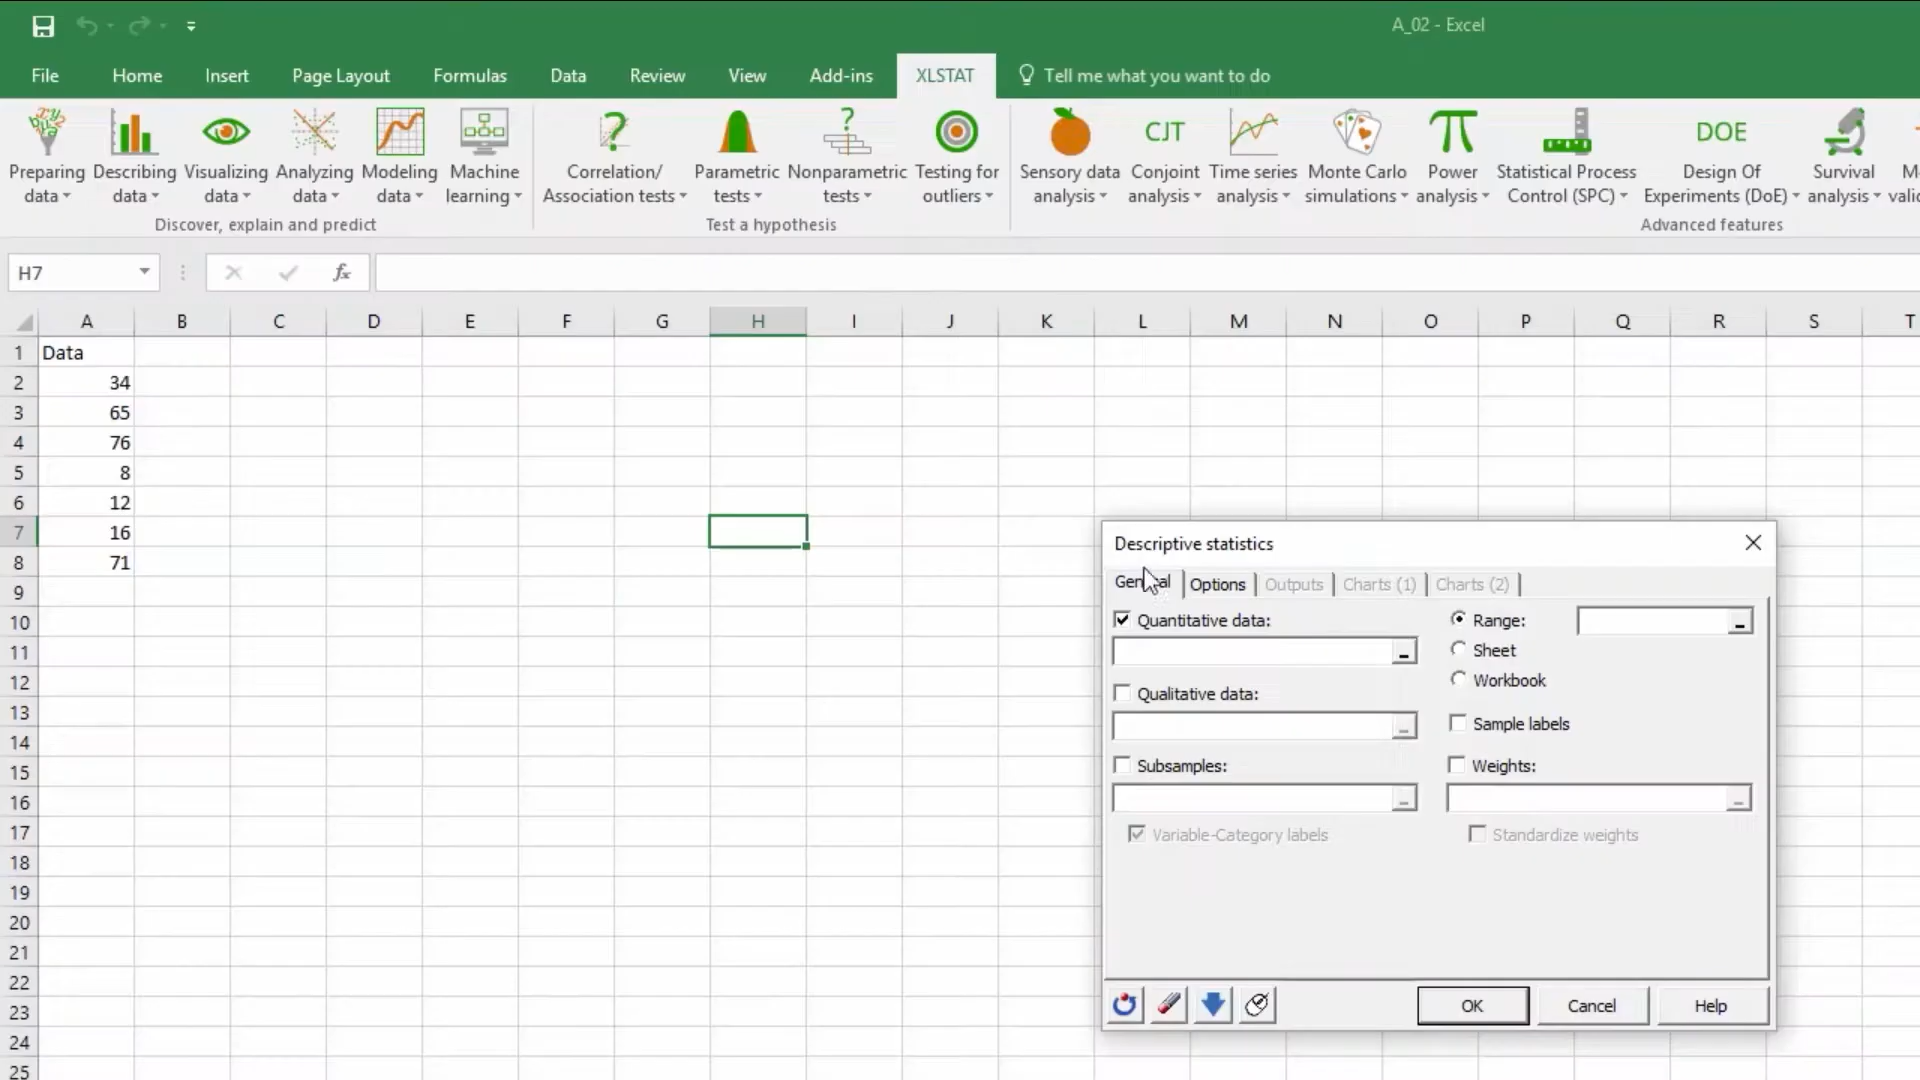 A_02 - Excel
File Home Insert Page Layout Formulas Data Review View Add-ins XLSTAT Tell me what you want to do
CJT DOE
Preparing Describing Visualizing Analyzing Modeling Machine Correlation/ Parametric Nonparametric Testing for Sensory data Conjoint Time series Monte Carlo Power Statistical Process Design Of Survival
data data data data data learning Association tests tests tests outliers analysis analysis analysis simulations analysis Control (SPC) Experiments (DoE) analysis
Discover, explain and predict Test a hypothesis Advanced features
H7 fx
A B C D E F G H I J K L M N O P Q R S T
1 Data
2 34
3 65
4 76
5 8
6 12
7 16
8 71
9
10
11
12
13
14
15
16
17
18
19
20
21
22
23
24
25
Descriptive statistics
General Options Outputs Charts (1) Charts (2)
Quantitative data: Range:
Sheet
Workbook
Qualitative data:
Sample labels
Subsamples: Weights:
Variable-Category labels Standardize weights
OK Cancel Help